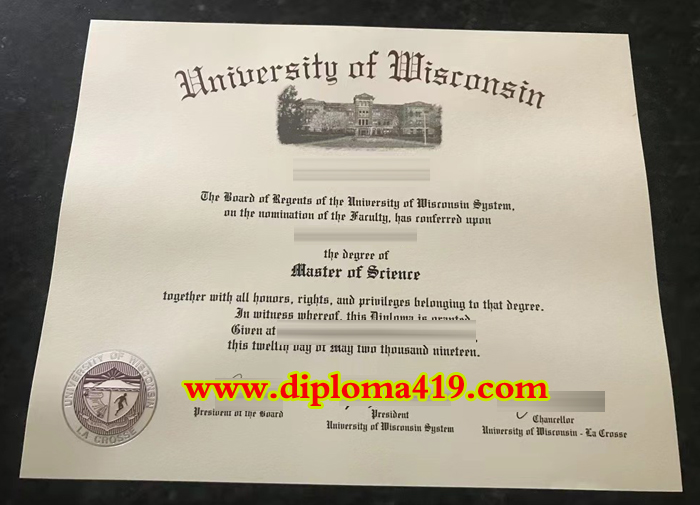 University of Wisconsin
The Board of Regents of the University of Wisconsin System,
on the nomination of the Faculty, has conferred upon
the degree of
Master of Science
together with all honors, rights, and privileges belonging to that degree.
In witness whereof, this Diploma is granted
Given at
this twelfth day of May two thousand nineteen.
www.diploma419.com
President of the Board
President
University of Wisconsin System
Chancellor
University of Wisconsin - La Crosse
UNIVERSITY OF WISCONSIN
LA CROSSE